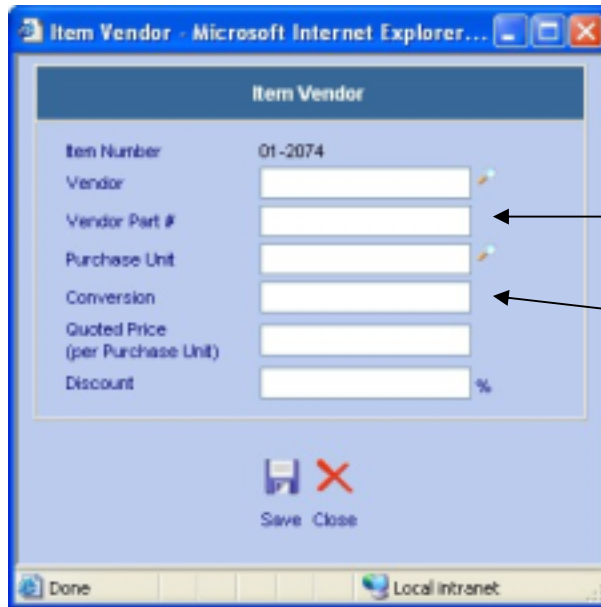 Item Vendor - Microsoft Internet Explorer...
Item Vendor
Item Number 01-2074
Vendor
Vendor Part #
Purchase Unit
Conversion
Quoted Price
(per Purchase Unit)
Discount %
Save Close
Done Local intranet